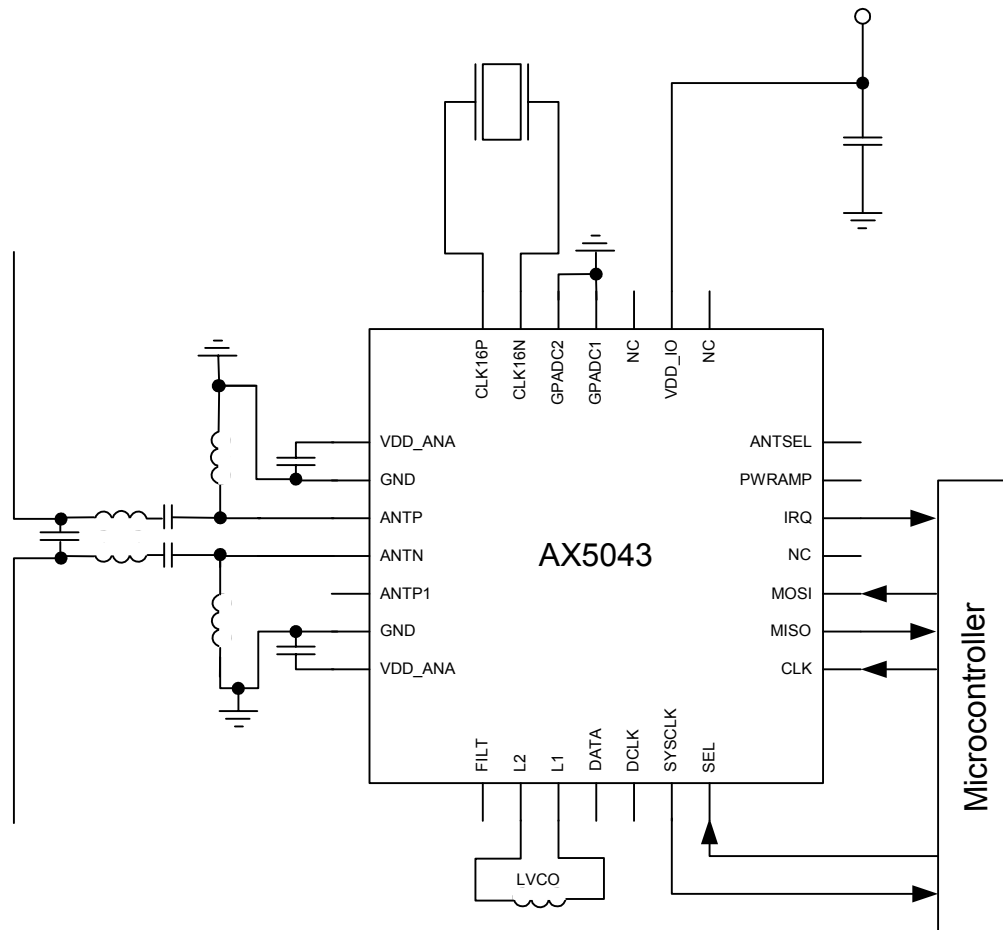 CLK16P
CLK16N
GPADC2
GPADC1
NC
VDD_IO
NC
VDD_ANA
GND
ANTP
ANTN
ANTP1
GND
VDD_ANA
AX5043
ANTSEL
PWRAMP
IRQ
NC
MOSI
MISO
CLK
FILT
L2
L1
DATA
DCLK
SYSCLK
SEL
LVCO
Microcontroller